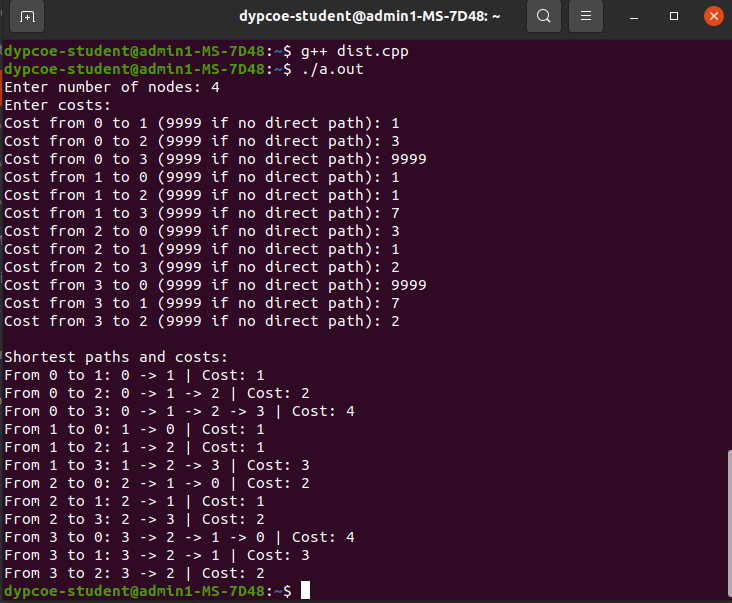 dypcoe-student@admin1-MS-7D48: ~
dypcoe-student@admin1-MS-7D48:~$ g++ dist.cpp
dypcoe-student@admin1-MS-7D48:~$ ./a.out
Enter number of nodes: 4
Enter costs:
Cost from 0 to 1 (9999 if no direct path): 1
Cost from 0 to 2 (9999 if no direct path): 3
Cost from 0 to 3 (9999 if no direct path): 9999
Cost from 1 to 0 (9999 if no direct path): 1
Cost from 1 to 2 (9999 if no direct path): 1
Cost from 1 to 3 (9999 if no direct path): 7
Cost from 2 to 0 (9999 if no direct path): 3
Cost from 2 to 1 (9999 if no direct path): 1
Cost from 2 to 3 (9999 if no direct path): 2
Cost from 3 to 0 (9999 if no direct path): 9999
Cost from 3 to 1 (9999 if no direct path): 7
Cost from 3 to 2 (9999 if no direct path): 2
Shortest paths and costs:
From 0 to 1: 0 -> 1 | Cost: 1
From 0 to 2: 0 -> 1 -> 2 | Cost: 2
From 0 to 3: 0 -> 1 -> 2 -> 3 | Cost: 4
From 1 to 0: 1 -> 0 | Cost: 1
From 1 to 2: 1 -> 2 | Cost: 1
From 1 to 3: 1 -> 2 -> 3 | Cost: 3
From 2 to 0: 2 -> 1 -> 0 | Cost: 2
From 2 to 1: 2 -> 1 | Cost: 1
From 2 to 3: 2 -> 3 | Cost: 2
From 3 to 0: 3 -> 2 -> 1 -> 0 | Cost: 4
From 3 to 1: 3 -> 2 -> 1 | Cost: 3
From 3 to 2: 3 -> 2 | Cost: 2
dypcoe-student@admin1-MS-7D48:~$